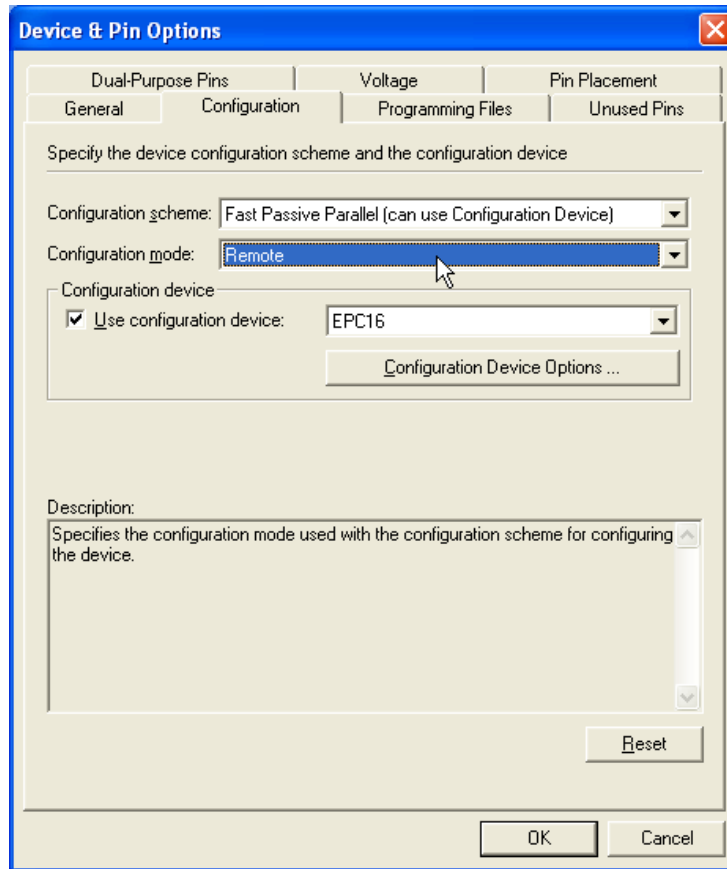 Device & Pin Options
Dual-Purpose Pins Voltage Pin Placement
General Configuration Programming Files Unused Pins
Specify the device configuration scheme and the configuration device
Configuration scheme: Fast Passive Parallel (can use Configuration Device)
Configuration mode: Remote
Configuration device
Use configuration device: EPC16
Configuration Device Options ...
Description:
Specifies the configuration mode used with the configuration scheme for configuring
the device.
Reset
OK Cancel